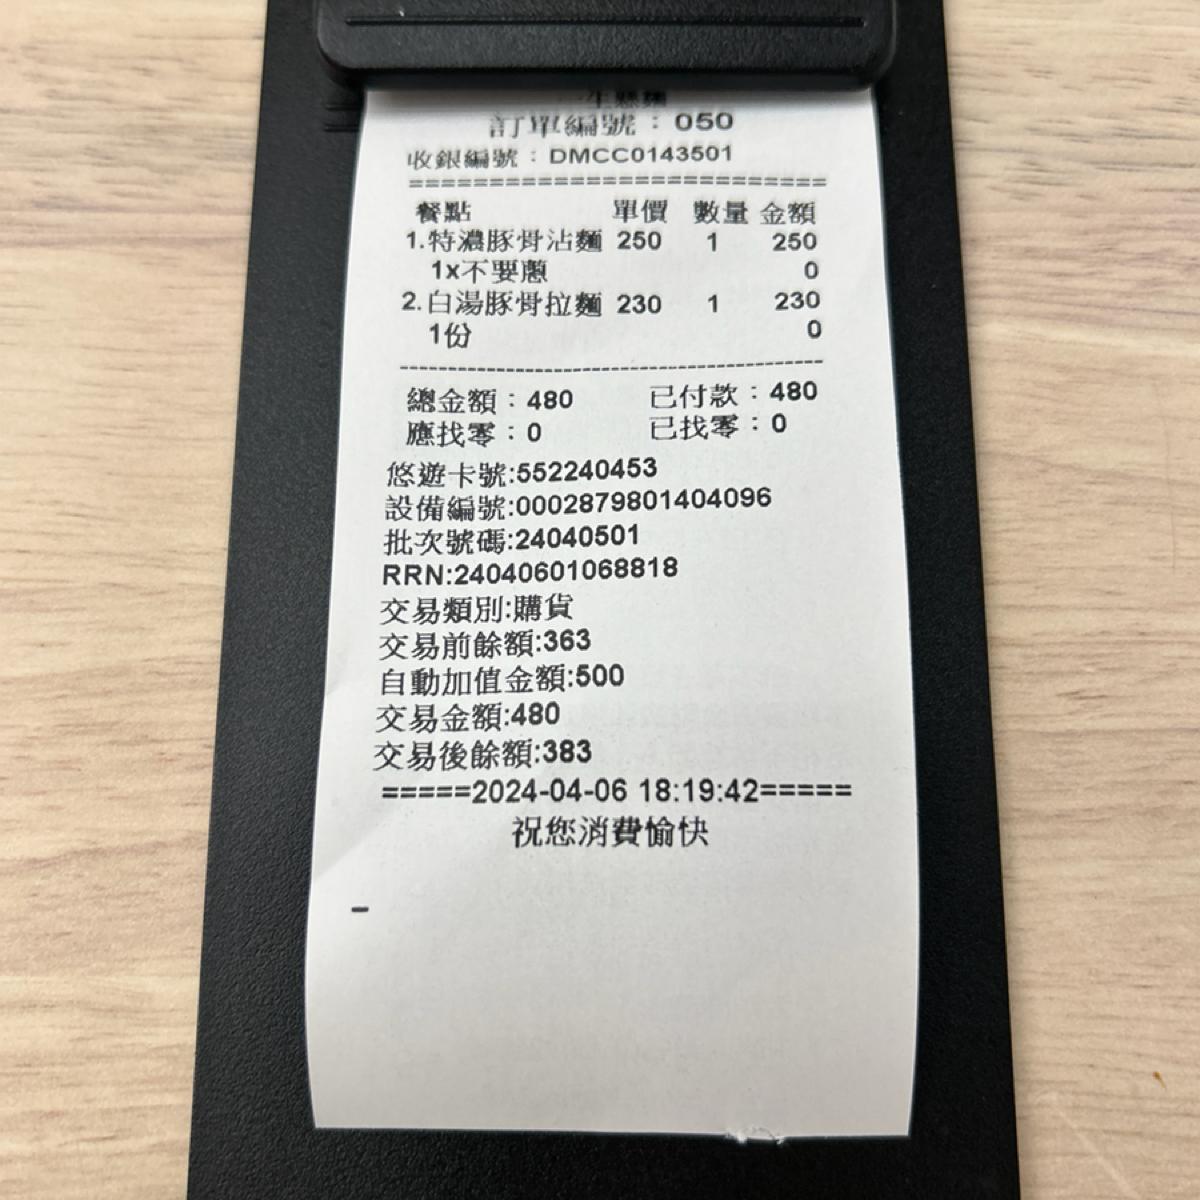 一生懸麵
訂單編號：050
收銀編號：DMCC0143501
==========================
餐點 單價 數量 金額
1.特濃豚骨沾麵 250 1 250
1x不要蔥 0
2.白湯豚骨拉麵 230 1 230
1份 0
--------------------------------------------------
總金額：480 已付款：480
應找零：0 已找零：0
悠遊卡號:552240453
設備編號:0002879801404096
批次號碼:24040501
RRN:24040601068818
交易類別:購貨
交易前餘額:363
自動加值金額:500
交易金額:480
交易後餘額:383
=====2024-04-06 18:19:42=====
祝您消費愉快
-